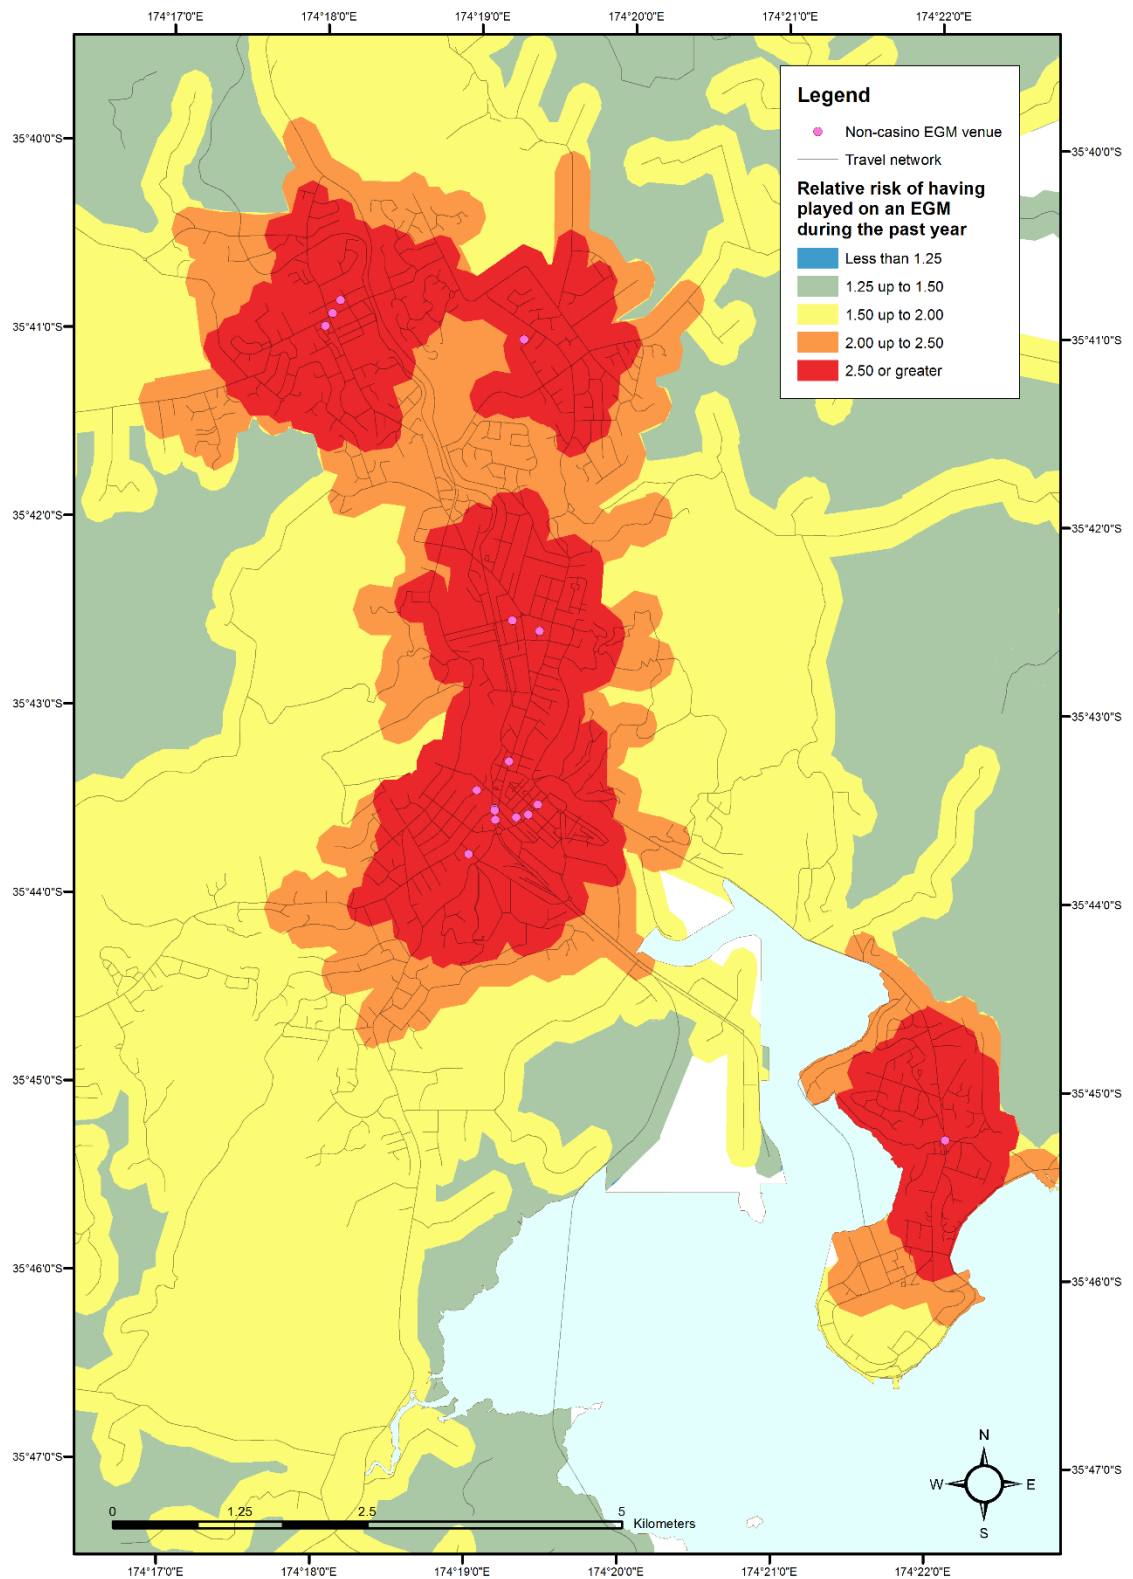 174°17'0"E 174°18'0"E 174°19'0"E 174°20'0"E 174°21'0"E 174°22'0"E
Legend
Non-casino EGM venue
Travel network
Relative risk of having
played on an EGM
during the past year
Less than 1.25
1.25 up to 1.50
1.50 up to 2.00
2.00 up to 2.50
2.50 or greater
35°40'0"S 35°40'0"S
35°41'0"S 35°41'0"S
35°42'0"S 35°42'0"S
35°43'0"S 35°43'0"S
35°44'0"S 35°44'0"S
35°45'0"S 35°45'0"S
35°46'0"S 35°46'0"S
35°47'0"S 35°47'0"S
N
W E
S
0 1.25 2.5 5
Kilometers
174°17'0"E 174°18'0"E 174°19'0"E 174°20'0"E 174°21'0"E 174°22'0"E